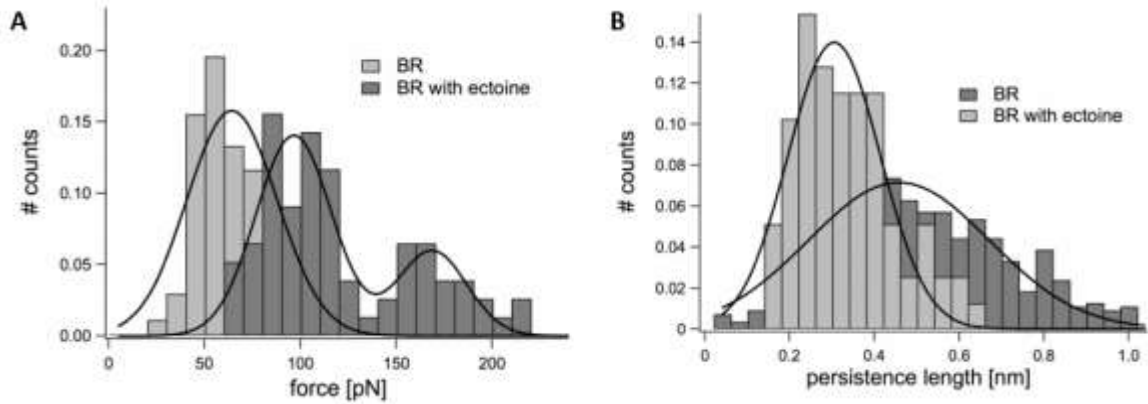 A
0.20
0.15
0.10
0.05
0.00
# counts
BR
BR with ectoine
0
50
100
150
200
force [pN]
B
0.14
0.12
0.10
0.08
0.06
0.04
0.02
0
# counts
BR
BR with ectoine
0
0.2
0.4
0.6
0.8
1.0
persistence length [nm]